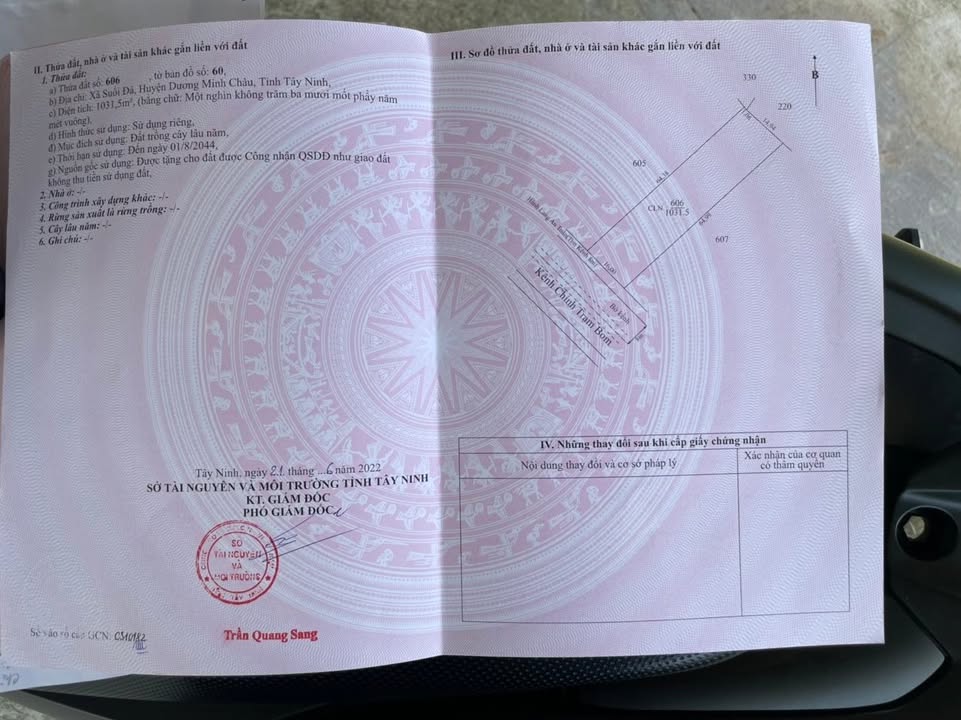 II. Thửa đất, nhà ở và tài sản khác gắn liền với đất
1. Thửa đất:
a) Thửa đất số: 606 , tờ bản đồ số: 60,
b) Địa chỉ: Xã Suối Đá, Huyện Dương Minh Châu, Tỉnh Tây Ninh,
c) Diện tích: 1031,5m², (bằng chữ: Một nghìn không trăm ba mươi mốt phẩy năm
mét vuông),
d) Hình thức sử dụng: Sử dụng riêng,
đ) Mục đích sử dụng: Đất trồng cây lâu năm,
e) Thời hạn sử dụng: Đến ngày 01/8/2044,
g) Nguồn gốc sử dụng: Được tặng cho đất được Công nhận QSDĐ như giao đất
không thu tiền sử dụng đất,
2. Nhà ở: -/-
3. Công trình xây dựng khác: -/-
4. Rừng sản xuất là rừng trồng: -/-
5. Cây lâu năm: -/-
6. Ghi chú: -/-
Tây Ninh, ngày 21 tháng 6 năm 2022
SỞ TÀI NGUYÊN VÀ MÔI TRƯỜNG TỈNH TÂY NINH
KT. GIÁM ĐỐC
PHÓ GIÁM ĐỐC
SỞ
TÀI NGUYÊN
VÀ
MÔI TRƯỜNG
Trần Quang Sang
Số vào sổ cấp GCN: CS10182
III. Sơ đồ thửa đất, nhà ở và tài sản khác gắn liền với đất
B
330
220
14.94
605
606
CLN 1031.5
607
16.00
Bờ kênh
Kênh Chính Trạm Bơm
IV. Những thay đổi sau khi cấp giấy chứng nhận
Nội dung thay đổi và cơ sở pháp lý
Xác nhận của cơ quan
có thẩm quyền